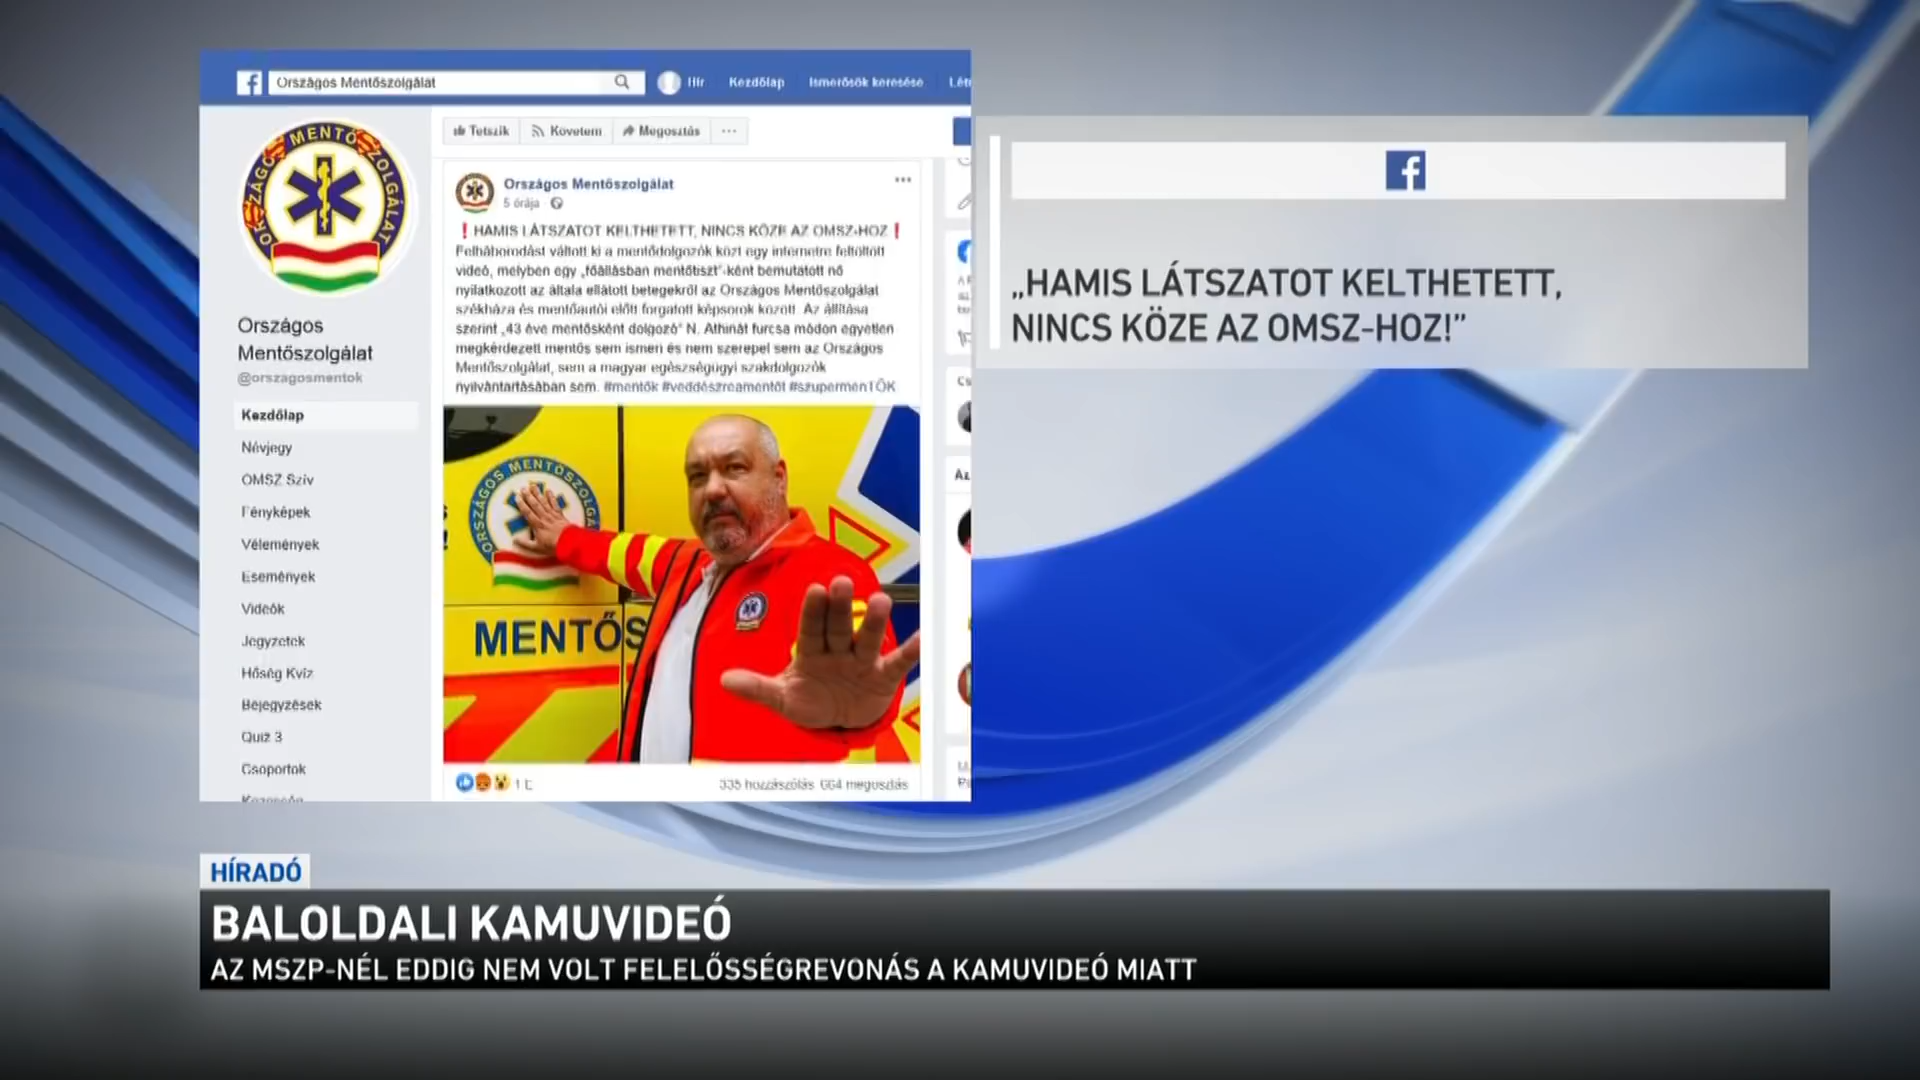 Országos Mentőszolgálat
Hír
Kezdőlap
Ismerősök keresése
ORSZÁGOS MENTŐSZOLGÁLAT
Országos
Mentőszolgálat
@orszagosmentok
Kezdőlap
Névjegy
OMSZ Szív
Fényképek
Vélemények
Események
Videók
Jegyzetek
Hőség Kvíz
Bejegyzések
Quiz 3
Csoportok
Tetszik
Követem
Megosztás
Országos Mentőszolgálat
5 órája
❗HAMIS LÁTSZATOT KELTHETETT, NINCS KÖZE AZ OMSZ-HOZ❗
Felháborodást váltott ki a mentődolgozók közt egy internetre feltöltött
videó, melyben egy „főállásban mentőtiszt"-ként bemutatott nő
nyilatkozott az általa ellátott betegekről az Országos Mentőszolgálat
székháza és mentőautói előtt forgatott képsorok között. Az állítása
szerint „43 éve mentősként dolgozó" N. Athinát furcsa módon egyetlen
megkérdezett mentős sem ismeri és nem szerepel sem az Országos
Mentőszolgálat, sem a magyar egészségügyi szakdolgozók
nyilvántartásában sem. #mentők #veddészreamentőt #szupermenTŐK
ORSZÁGOS MENTŐSZOLGÁ
MENTŐS
1 E
335 hozzászólás 664 megosztás
„HAMIS LÁTSZATOT KELTHETETT,
NINCS KÖZE AZ OMSZ-HOZ!”
HÍRADÓ
BALOLDALI KAMUVIDEÓ
AZ MSZP-NÉL EDDIG NEM VOLT FELELŐSSÉGREVONÁS A KAMUVIDEÓ MIATT